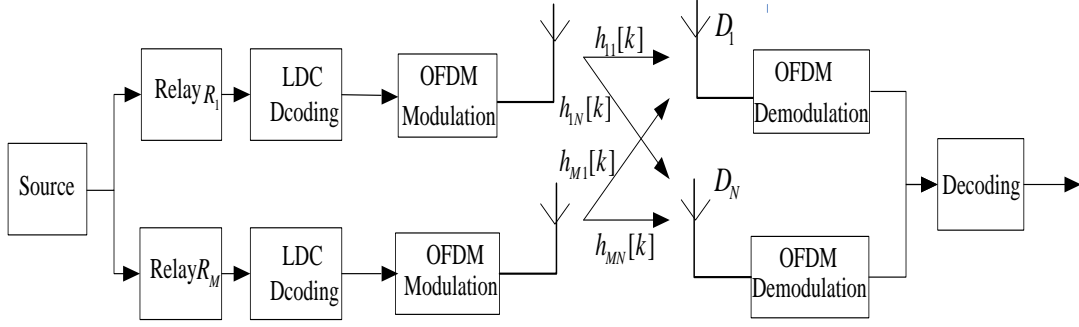 Source
Relay R₁
LDC
Dcoding
OFDM
Modulation
h₁₁[k]
h₁N[k]
hM1[k]
hMN[k]
D₁
OFDM
Demodulation
Relay RM
LDC
Dcoding
OFDM
Modulation
DN
OFDM
Demodulation
Decoding